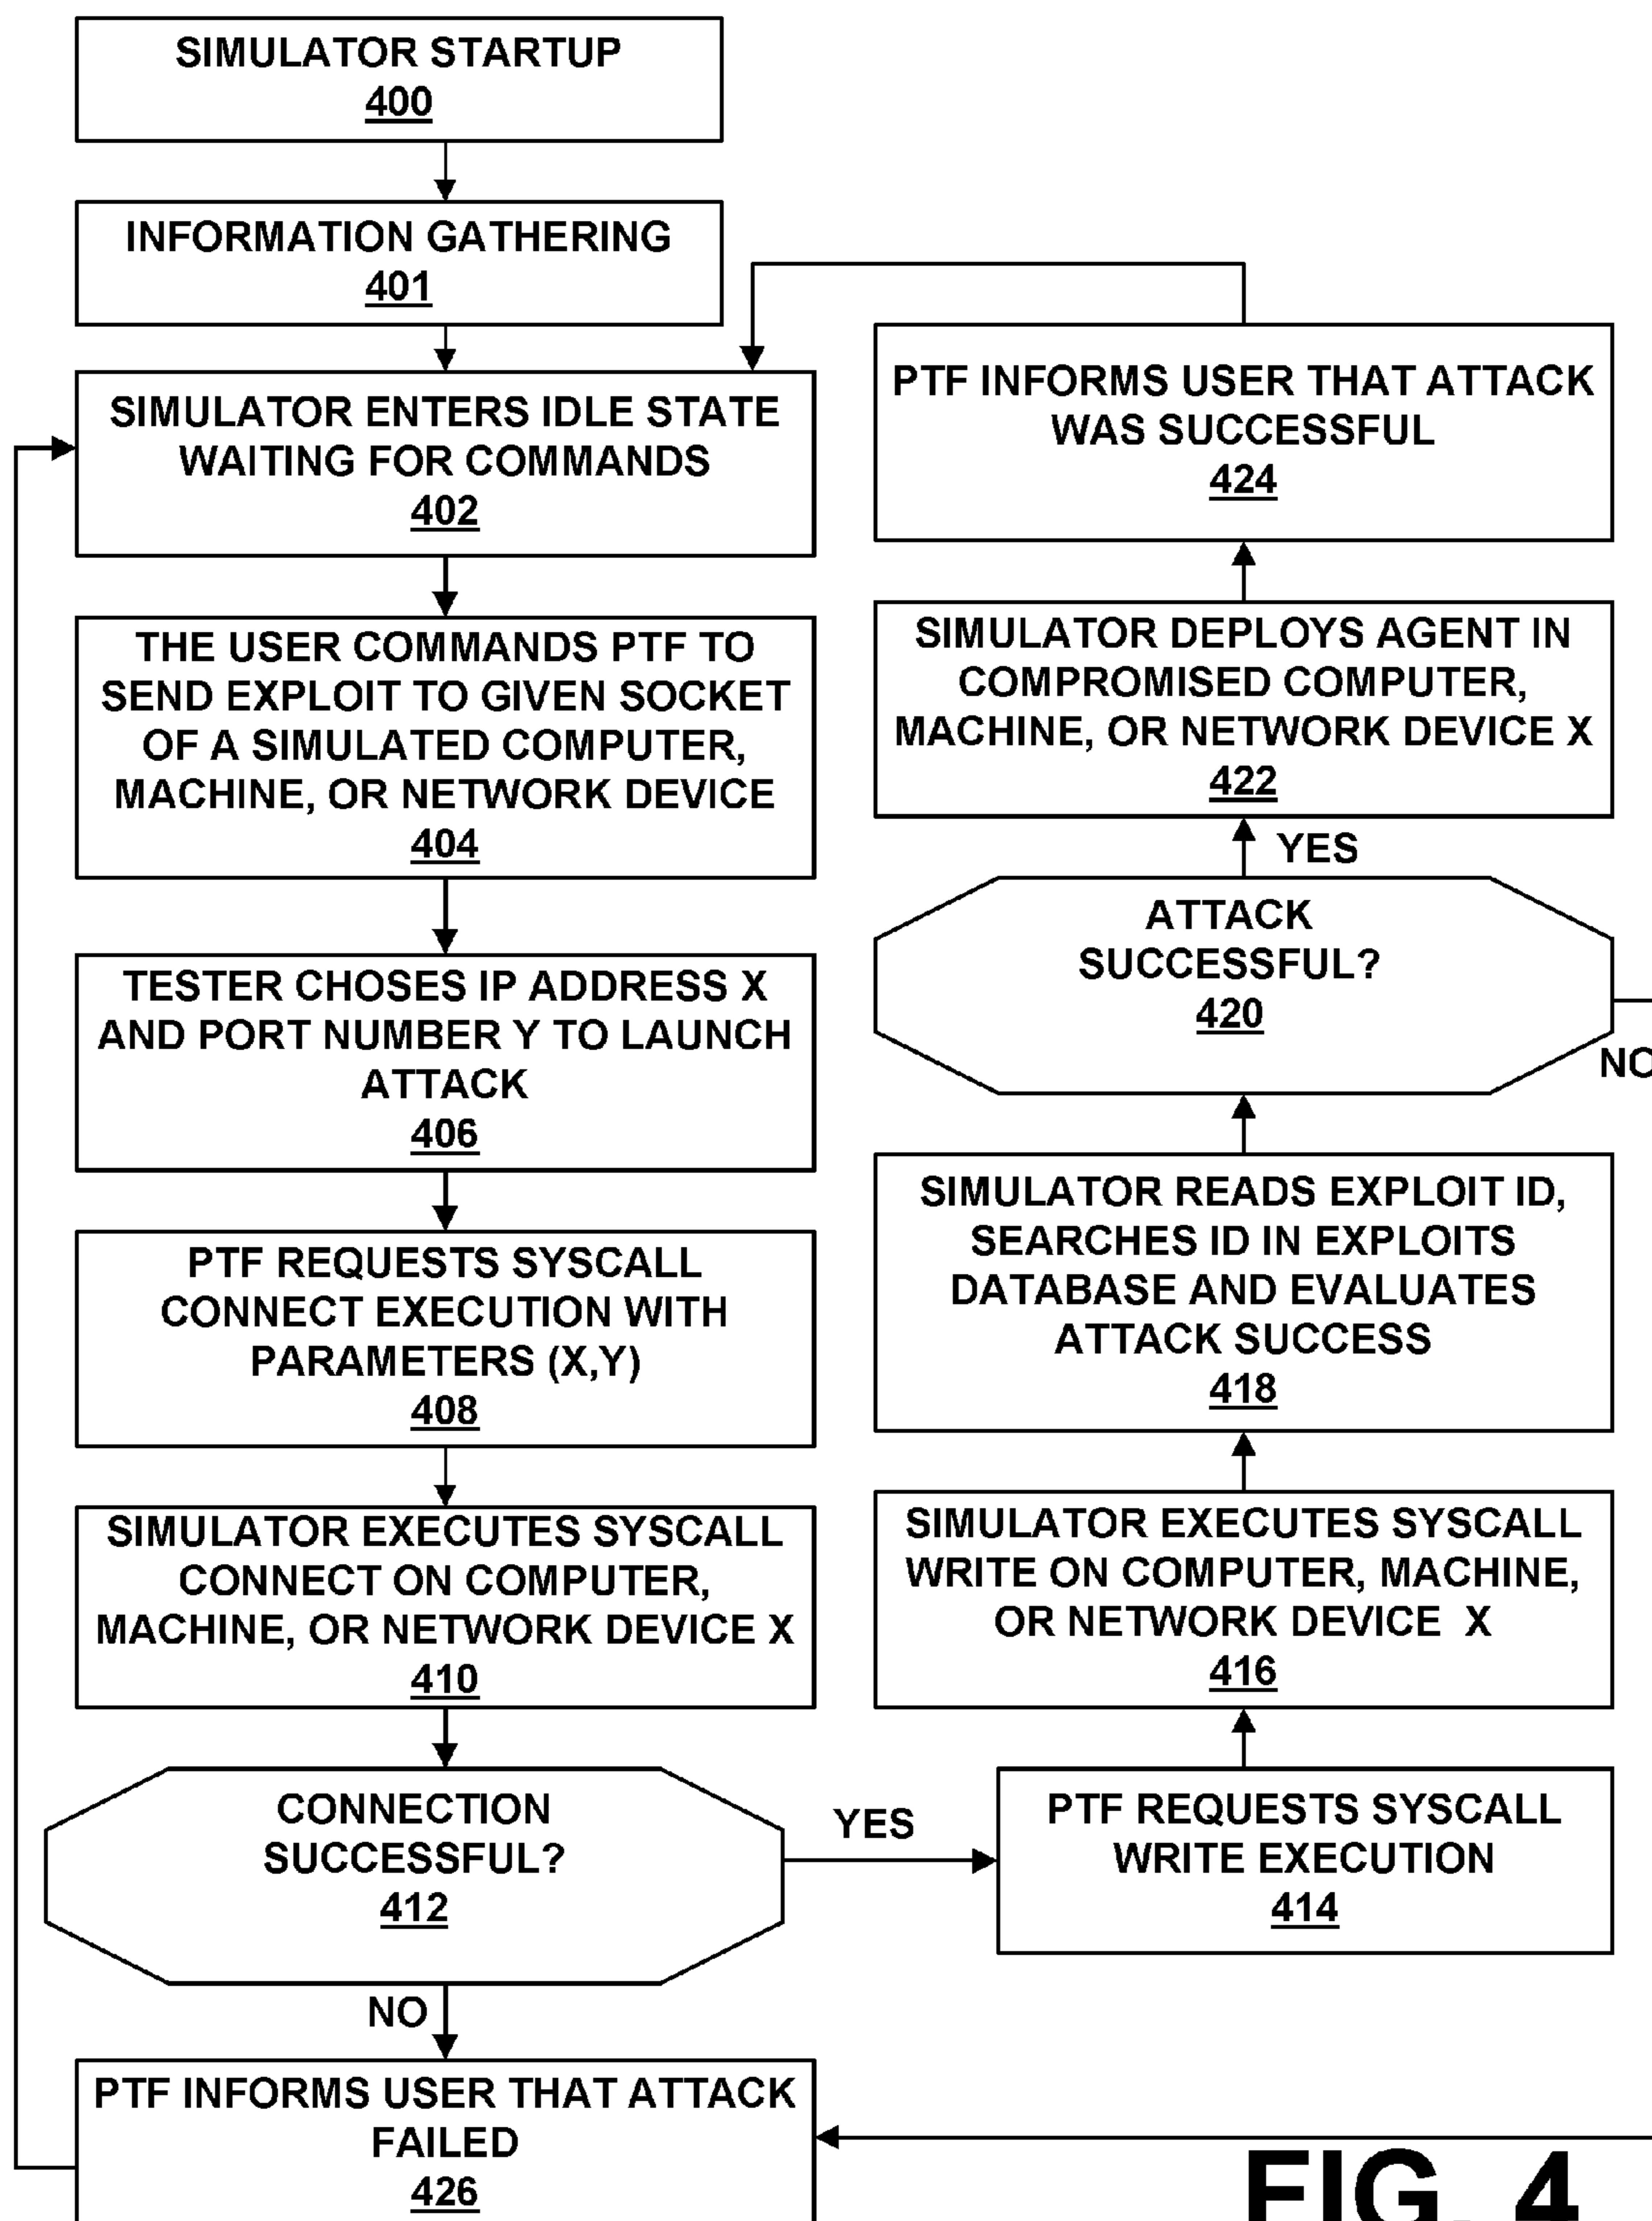 SIMULATOR STARTUP
400
INFORMATION GATHERING
401
SIMULATOR ENTERS IDLE STATE
WAITING FOR COMMANDS
402
THE USER COMMANDS PTF TO
SEND EXPLOIT TO GIVEN SOCKET
OF A SIMULATED COMPUTER,
MACHINE, OR NETWORK DEVICE
404
TESTER CHOSES IP ADDRESS X
AND PORT NUMBER Y TO LAUNCH
ATTACK
406
PTF REQUESTS SYSCALL
CONNECT EXECUTION WITH
PARAMETERS (X,Y)
408
SIMULATOR EXECUTES SYSCALL
CONNECT ON COMPUTER,
MACHINE, OR NETWORK DEVICE X
410
CONNECTION
SUCCESSFUL?
412
YES
NO
PTF INFORMS USER THAT ATTACK
FAILED
426
PTF REQUESTS SYSCALL
WRITE EXECUTION
414
SIMULATOR EXECUTES SYSCALL
WRITE ON COMPUTER, MACHINE,
OR NETWORK DEVICE X
416
SIMULATOR READS EXPLOIT ID,
SEARCHES ID IN EXPLOITS
DATABASE AND EVALUATES
ATTACK SUCCESS
418
ATTACK
SUCCESSFUL?
420
YES
NO
SIMULATOR DEPLOYS AGENT IN
COMPROMISED COMPUTER,
MACHINE, OR NETWORK DEVICE X
422
PTF INFORMS USER THAT ATTACK
WAS SUCCESSFUL
424
FIG. 4